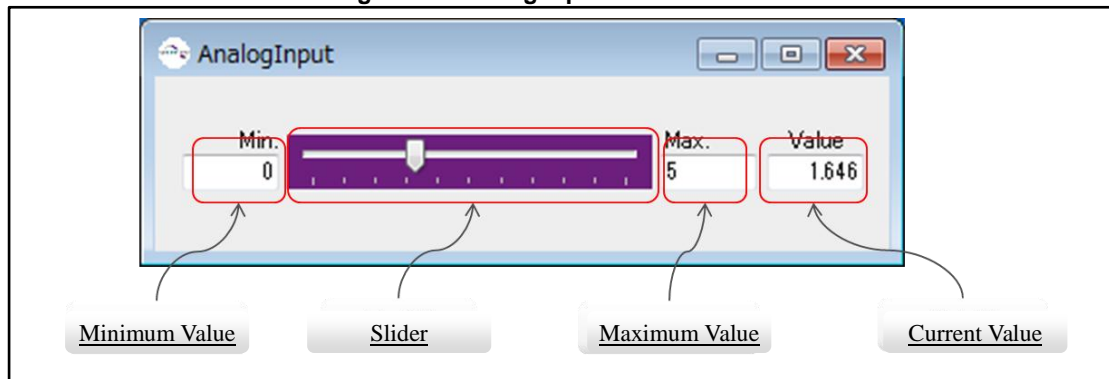 AnalogInput
Min. Max. Value
0 5 1.646
Minimum Value Slider Maximum Value Current Value